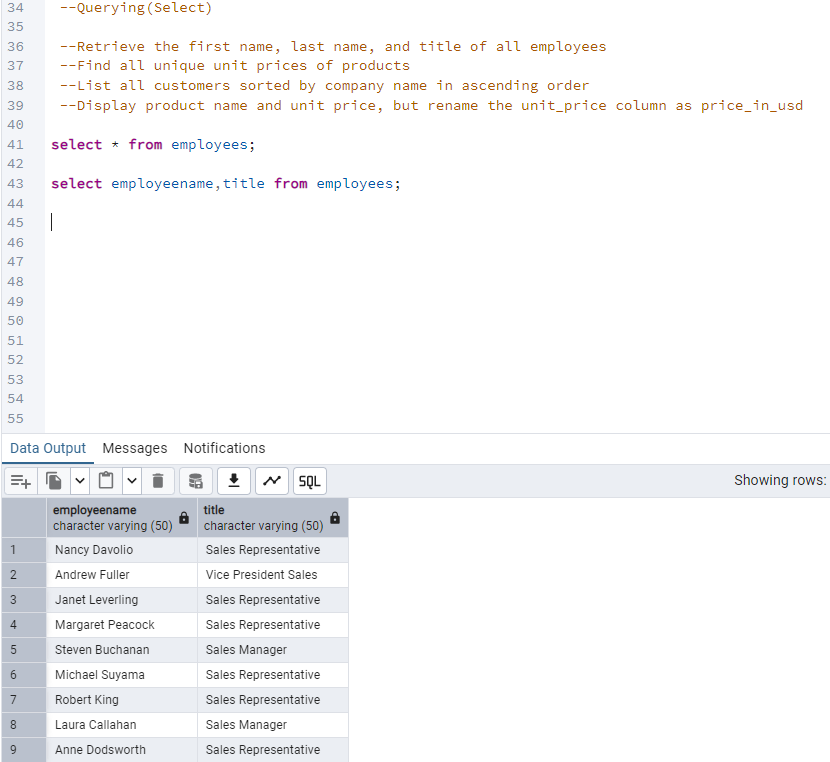 34 --Querying(Select)
35
36 --Retrieve the first name, last name, and title of all employees
37 --Find all unique unit prices of products
38 --List all customers sorted by company name in ascending order
39 --Display product name and unit price, but rename the unit_price column as price_in_usd
40
41 select * from employees;
42
43 select employeename,title from employees;
44
45
46
47
48
49
50
51
52
53
54
55
Data Output Messages Notifications
SQL Showing rows:
employeename title
character varying (50) character varying (50)
1 Nancy Davolio Sales Representative
2 Andrew Fuller Vice President Sales
3 Janet Leverling Sales Representative
4 Margaret Peacock Sales Representative
5 Steven Buchanan Sales Manager
6 Michael Suyama Sales Representative
7 Robert King Sales Representative
8 Laura Callahan Sales Manager
9 Anne Dodsworth Sales Representative